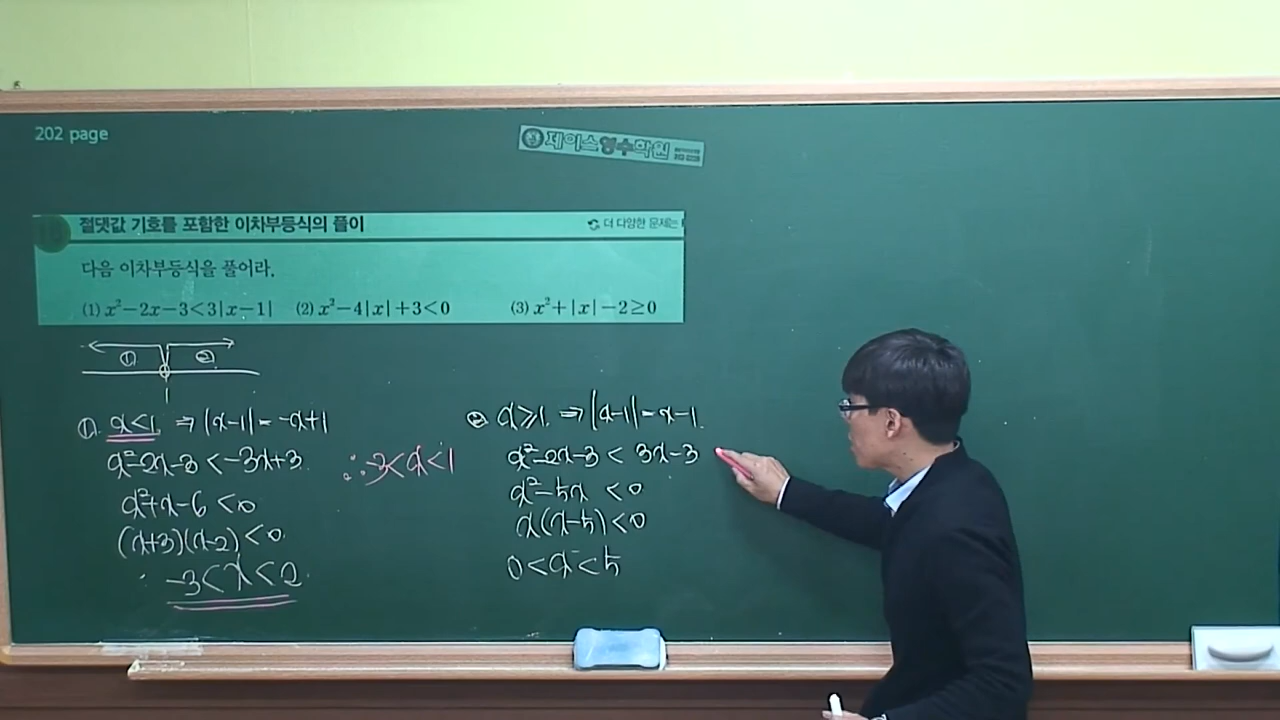 202 page
제이스영수학원
절댓값 기호를 포함한 이차부등식의 풀이
더 다양한 문제는
다음 이차부등식을 풀어라.
(1) x²-2x-3<3|x-1| (2) x²-4|x|+3<0 (3) x²+|x|-2≥0
① ②
①. x<1. ⇒ |x-1|=-x+1
x²-2x-3<-3x+3.
x²+x-6<0
(x+3)(x-2)<0.
∴ -3<x<2.
∴ -3<x<1
②. x≥1. ⇒ |x-1|=x-1.
x²-2x-3< 3x-3
x²-5x <0
x(x-5)<0
0<x<5